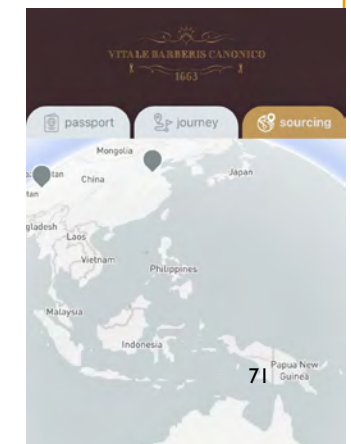 VITALE BARBERIS CANONICO
1663
passport
journey
sourcing
Mongolia
Japan
China
Laos
Vietnam
Philippines
Malaysia
Indonesia
Papua New
Guinea
71